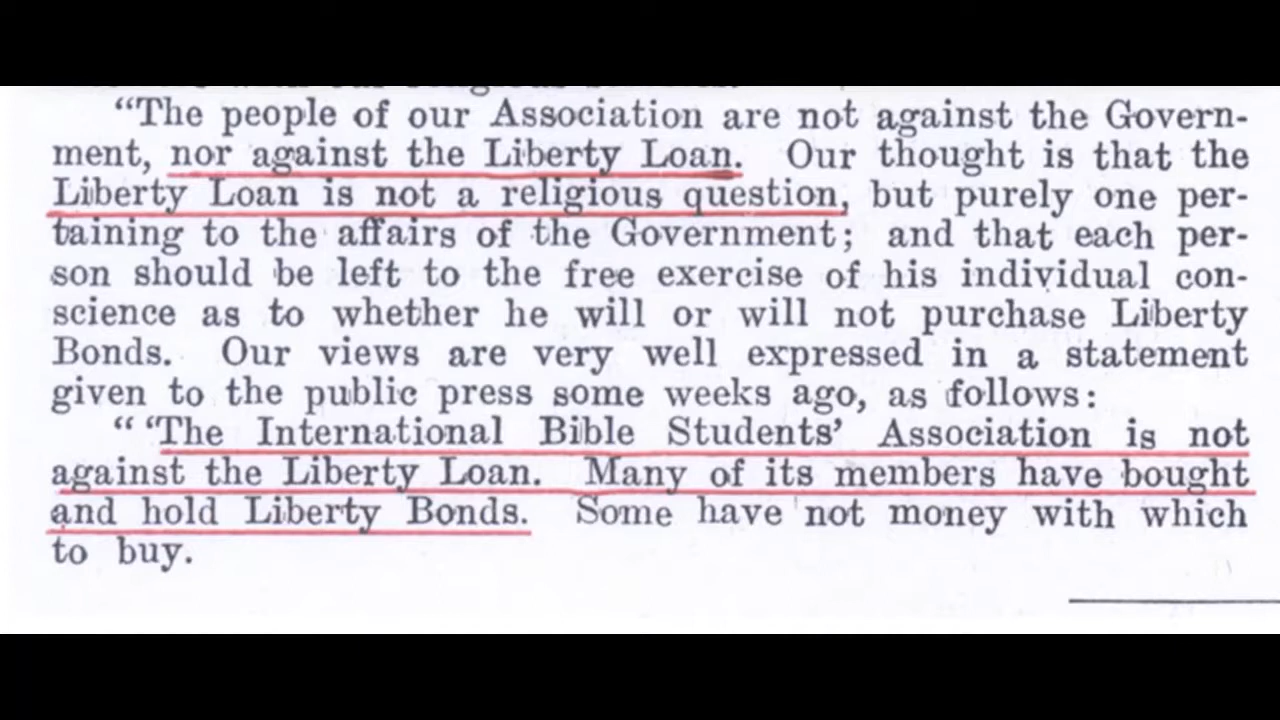 “The people of our Association are not against the Govern-
ment, nor against the Liberty Loan. Our thought is that the
Liberty Loan is not a religious question, but purely one per-
taining to the affairs of the Government; and that each per-
son should be left to the free exercise of his individual con-
science as to whether he will or will not purchase Liberty
Bonds. Our views are very well expressed in a statement
given to the public press some weeks ago, as follows:
“ ‘The International Bible Students’ Association is not
against the Liberty Loan. Many of its members have bought
and hold Liberty Bonds. Some have not money with which
to buy.